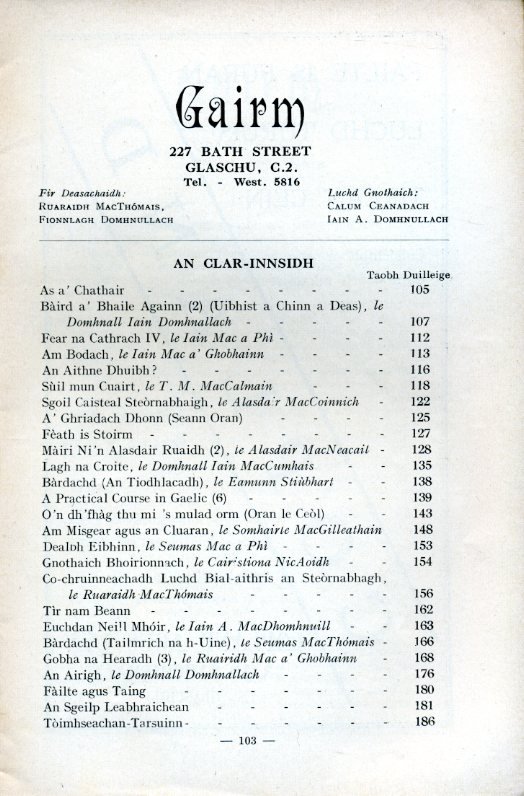 Gairm
227 BATH STREET
GLASCHU, C.2.
Tel. - West. 5816
Fir Deasachaidh:
RUARAIDH MACTHÓMAIS,
FIONNLAGH DOMHNULLACH
Luchd Gnothaich:
CALUM CEANADACH
IAIN A. DOMHNULLACH
AN CLAR-INNSIDH
Taobh Duilleige
As a' Chathair - - - - - - - - 105
Bàird a' Bhaile Againn (2) (Uibhist a Chinn a Deas), le
Domhnall Iain Domhnallach - - - - - 107
Fear na Cathrach IV, le Iain Mac a Phì - - - - 112
Am Bodach, le Iain Mac a' Ghobhainn - - - - 113
An Aithne Dhuibh? - - - - - - - 116
Sùil mun Cuairt, le T. M. MacCalmain - - - - 118
Sgoil Caisteal Steòrnabhaigh, le Alasdair MacCoinnich - 122
A' Ghriadach Dhonn (Seann Oran) - - - - 125
Fèath is Stoirm - - - - - - - - 127
Màiri Ni'n Alasdair Ruaidh (2), le Alasdair MacNeacail - 128
Lagh na Croite, le Domhnall Iain MacCumhais - - 135
Bàrdachd (An Tiodhlacadh), le Eamunn Stiùbhart - - 138
A Practical Course in Gaelic (6) - - - - - 139
O'n dh'fhàg thu mi 's mulad orm (Oran le Ceòl) - - 143
Am Misgear agus an Cluaran, le Somhairle MacGilleathain 148
Dealbh Eibhinn, le Seumas Mac a Phì - - - - 153
Gnothaich Bhoirionnach, le Cairistiona NicAoidh - - 154
Co-chruinneachadh Luchd Bial-aithris an Steòrnabhagh,
le Ruaraidh MacThómais - - - - - - 156
Tìr nam Beann - - - - - - - - 162
Euchdan Neill Mhóir, le Iain A. MacDhomhnuill - - 163
Bàrdachd (Tailmrich na h-Uine), le Seumas MacThómais - 166
Gobha na Hearadh (3), le Ruairidh Mac a' Ghobhainn - 168
An Airigh, le Domhnall Domhnallach - - - - 176
Fàilte agus Taing - - - - - - - 180
An Sgeilp Leabhraichean - - - - - - 181
Tòimhseachan-Tarsuinn - - - - - - - 186
— 103 —